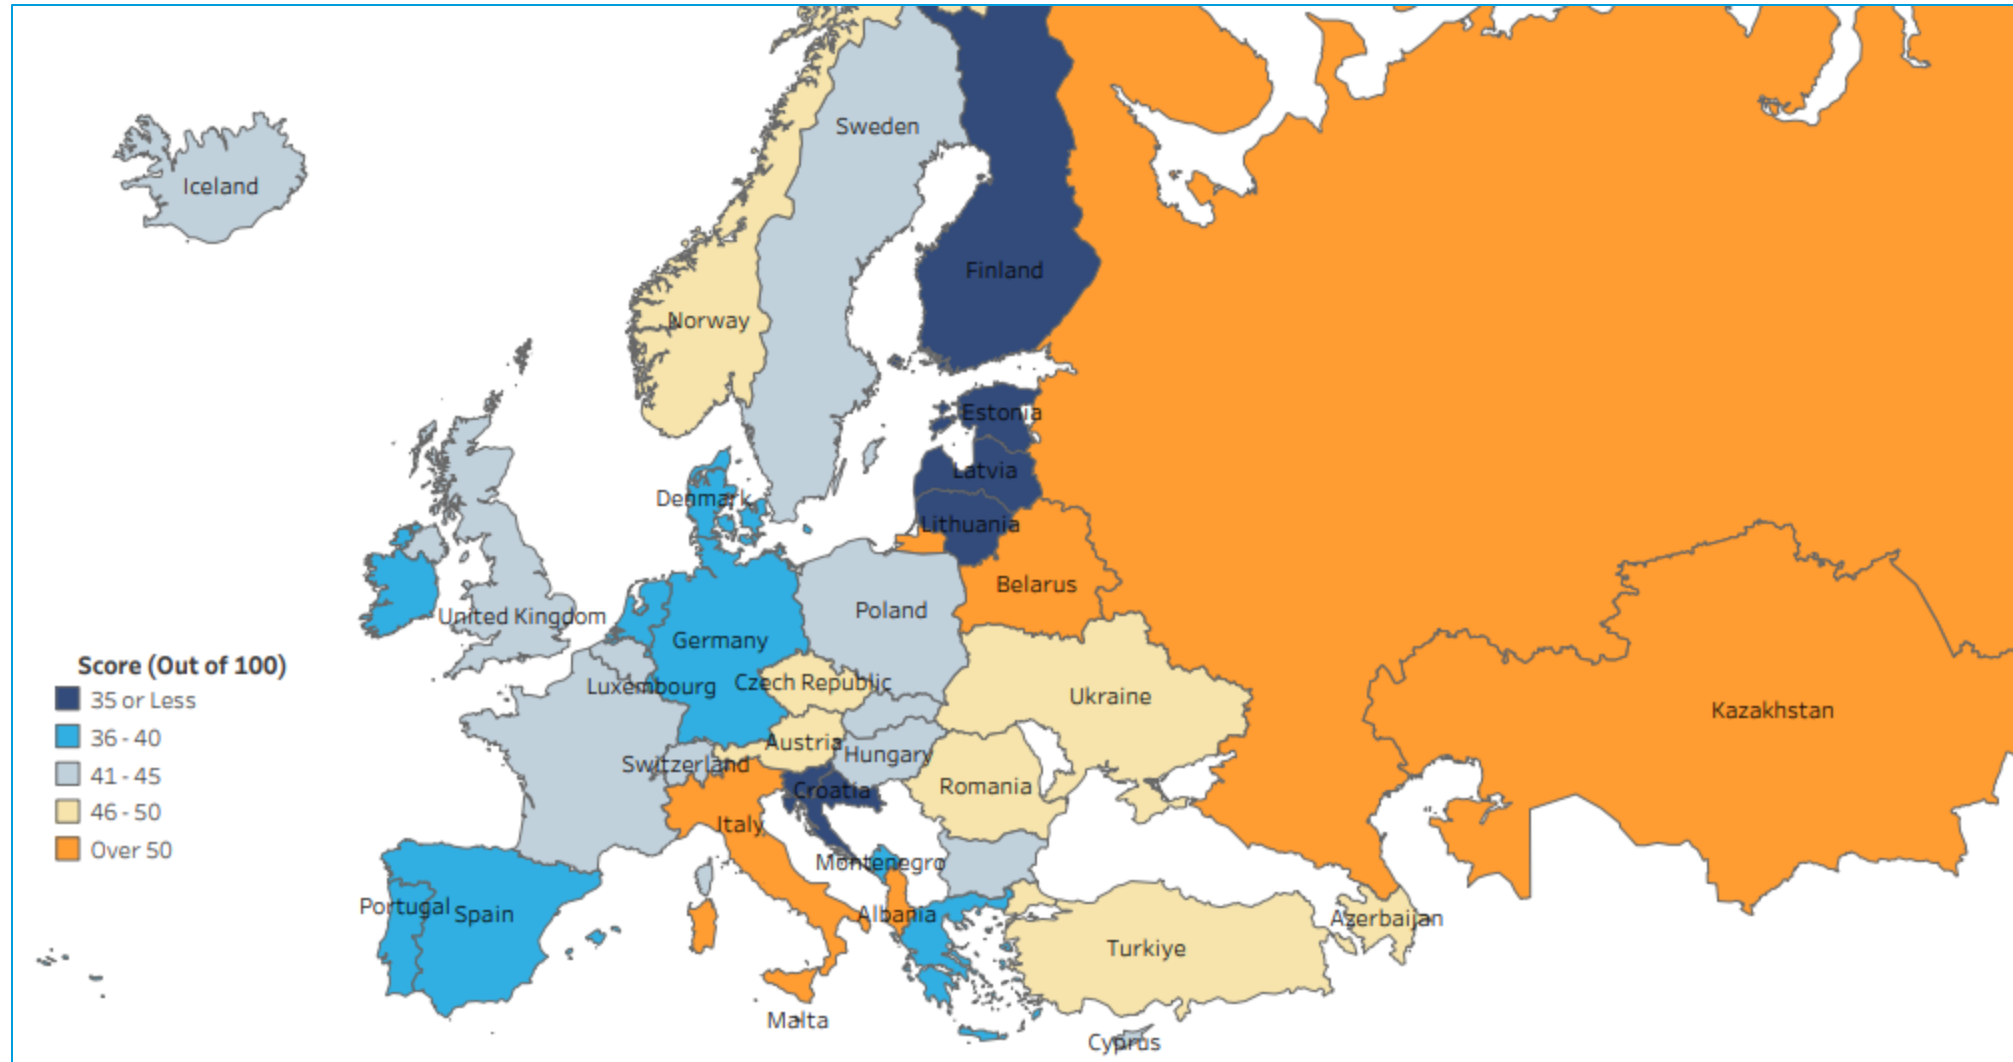 Sweden
Iceland
Finland
Norway
Estonia
Latvia
Denmark
Lithuania
Belarus
Poland
United Kingdom
Germany
Score (Out of 100)
35 or Less
36 - 40
41 - 45
46 - 50
Over 50
Luxembourg
Czech Republic
Ukraine
Kazakhstan
Austria
Hungary
Switzerland
Romania
Croatia
Italy
Montenegro
Portugal
Spain
Albania
Azerbaijan
Turkiye
Malta
Cyprus